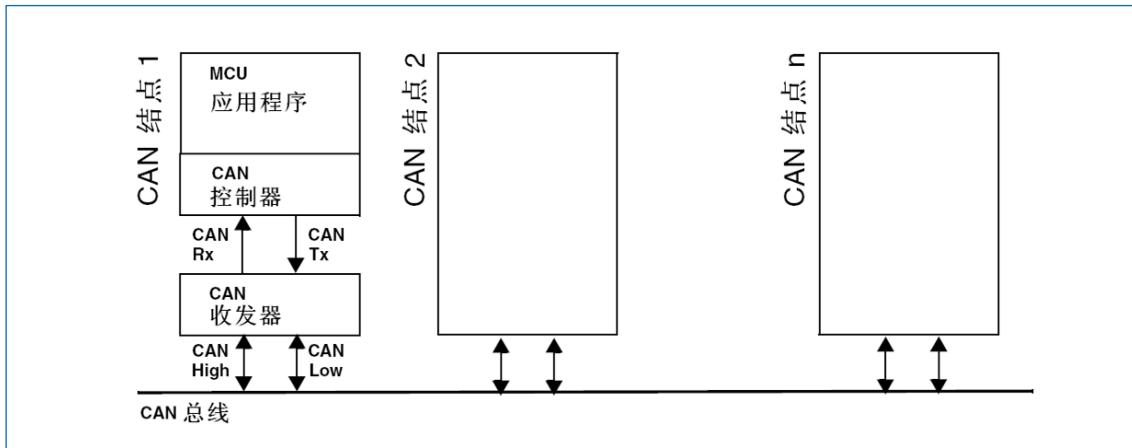 CAN 结点 1
MCU
应用程序
CAN
控制器
CAN
Rx
CAN
Tx
CAN
收发器
CAN
High
CAN
Low
CAN 结点 2
CAN 结点 n
CAN 总线